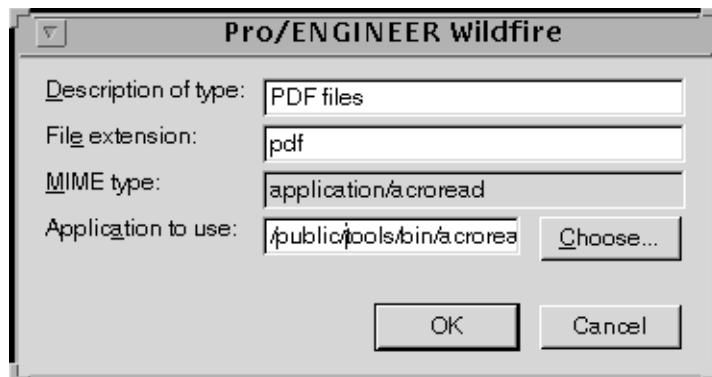 Pro/ENGINEER Wildfire
Description of type: PDF files
File extension: pdf
MIME type: application/acroread
Application to use: /public/tools/bin/acrorea Choose...
OK Cancel